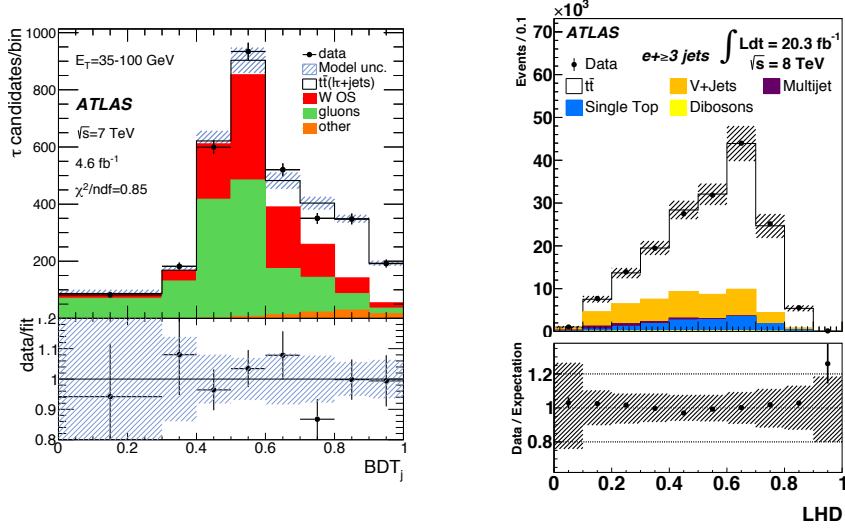 1000
800
600
400
200
0
τ candidates/bin
E_T=35-100 GeV
ATLAS
√s=7 TeV
4.6 fb⁻¹
χ²/ndf=0.85
data
Model unc.
tt̄(lτ+jets)
W OS
gluons
other
1.2
1.1
1
0.9
0.8
data/fit
0 0.2 0.4 0.6 0.8 1
BDT_j
×10³
70
60
50
40
30
20
10
0
Events / 0.1
ATLAS
e+≥3 jets
∫ Ldt = 20.3 fb⁻¹
√s = 8 TeV
Data
tt̄ V+Jets Multijet
Single Top Dibosons
1.2
1
0.8
Data / Expectation
0 0.2 0.4 0.6 0.8 1
LHD